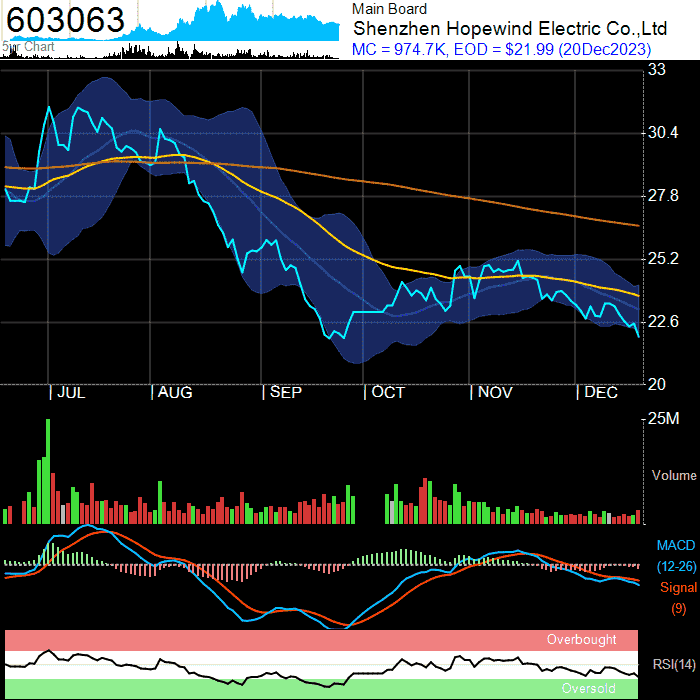 603063
5yr Chart
Main Board
Shenzhen Hopewind Electric Co.,Ltd
MC = 974.7K, EOD = $21.99 (20Dec2023)
33
30.4
27.8
25.2
22.6
20
JUL AUG SEP OCT NOV DEC
25M
Volume
MACD
(12-26)
Signal
(9)
Overbought
RSI(14)
Oversold